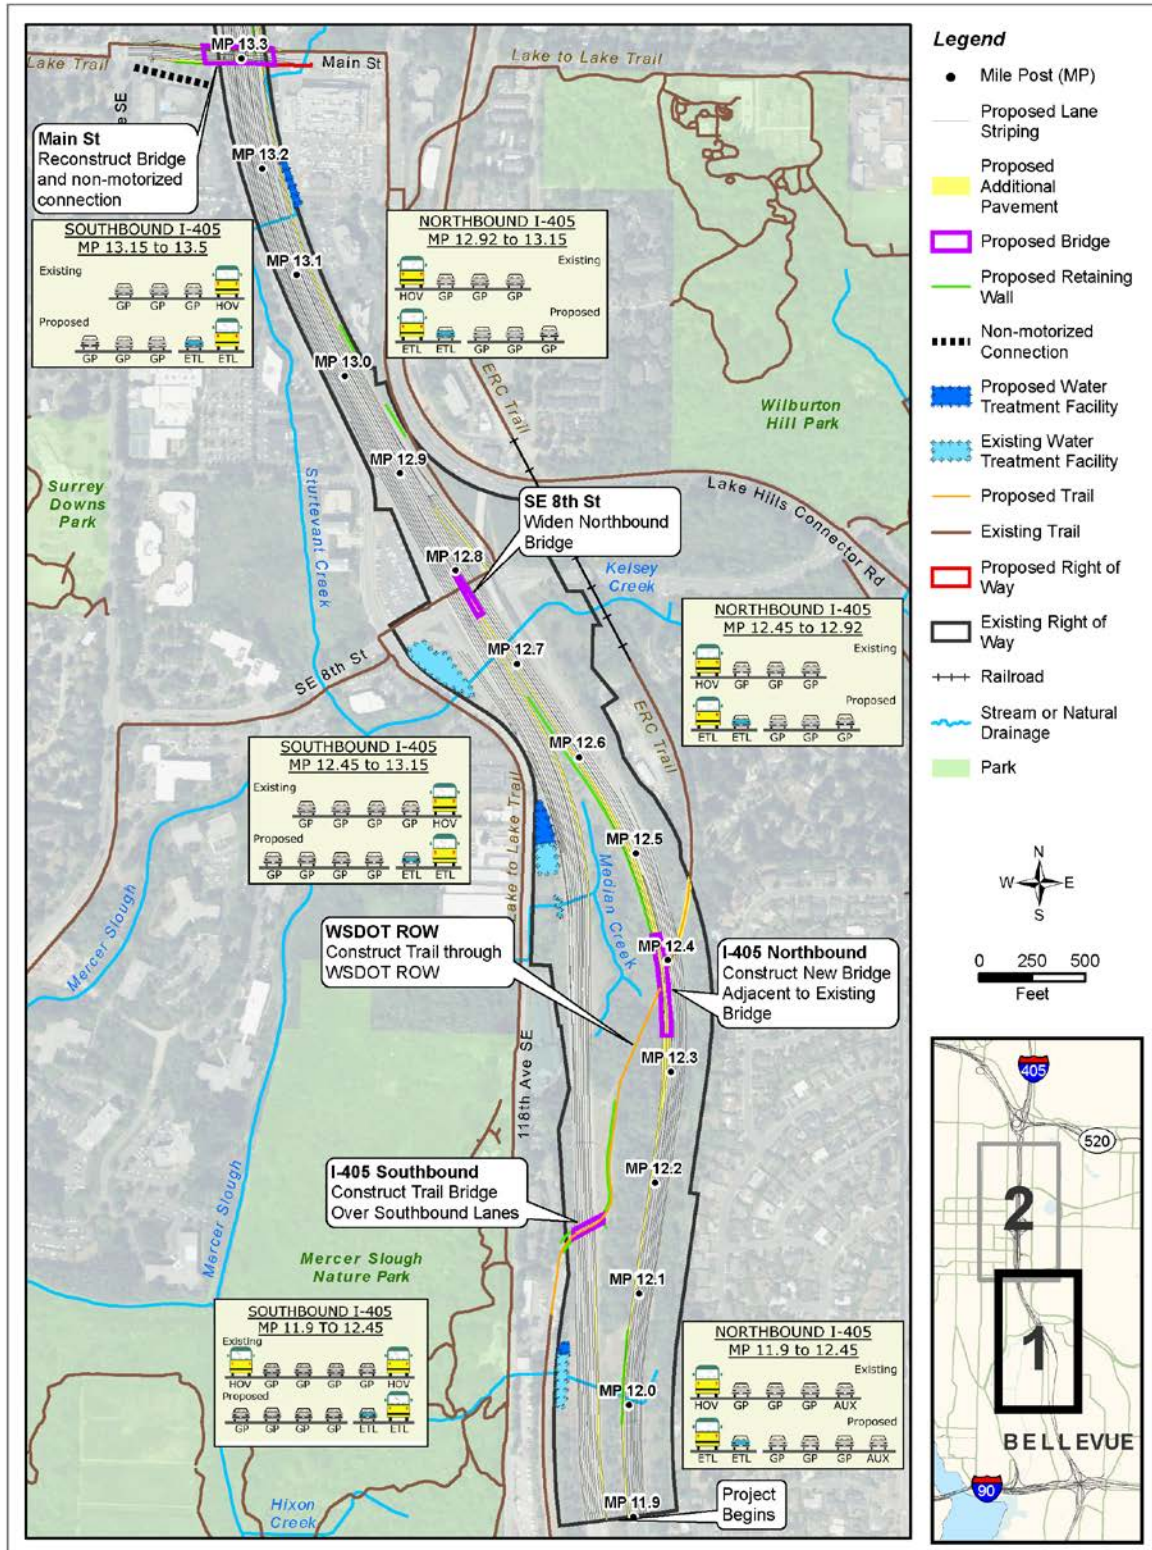 MP 13.3
Lake Trail
Main St
Lake to Lake Trail
e SE
Main St
Reconstruct Bridge
and non-motorized
connection
MP 13.2
SOUTHBOUND I-405
MP 13.15 to 13.5
Existing
GP GP GP HOV
Proposed
GP GP GP ETL ETL
NORTHBOUND I-405
MP 12.92 to 13.15
Existing
HOV GP GP GP
Proposed
ETL ETL GP GP GP
MP 13.1
MP 13.0
ERC Trail
Wilburton
Hill Park
MP 12.9
Surrey
Downs
Park
Sturtevant Creek
Lake Hills Connector Rd
SE 8th St
Widen Northbound
Bridge
MP 12.8
Kelsey
Creek
NORTHBOUND I-405
MP 12.45 to 12.92
Existing
HOV GP GP GP
Proposed
ETL ETL GP GP GP
MP 12.7
SE 8th St
MP 12.6
ERC Trail
SOUTHBOUND I-405
MP 12.45 to 13.15
Existing
GP GP GP GP HOV
Proposed
GP GP GP GP ETL ETL
Lake to Lake Trail
MP 12.5
Median Creek
Mercer Slough
WSDOT ROW
Construct Trail through
WSDOT ROW
MP 12.4
I-405 Northbound
Construct New Bridge
Adjacent to Existing
Bridge
118th Ave SE
MP 12.3
I-405 Southbound
Construct Trail Bridge
Over Southbound Lanes
MP 12.2
Mercer Slough
Mercer Slough
Nature Park
MP 12.1
SOUTHBOUND I-405
MP 11.9 TO 12.45
Existing
HOV GP GP GP GP HOV
Proposed
GP GP GP GP ETL ETL
NORTHBOUND I-405
MP 11.9 to 12.45
Existing
HOV GP GP GP AUX
Proposed
ETL ETL GP GP GP AUX
MP 12.0
Hixon
Creek
MP 11.9
Project
Begins
Legend
Mile Post (MP)
Proposed Lane
Striping
Proposed
Additional
Pavement
Proposed Bridge
Proposed Retaining
Wall
Non-motorized
Connection
Proposed Water
Treatment Facility
Existing Water
Treatment Facility
Proposed Trail
Existing Trail
Proposed Right of
Way
Existing Right of
Way
Railroad
Stream or Natural
Drainage
Park
N
W E
S
0 250 500
Feet
405
520
2
1
BELLEVUE
90